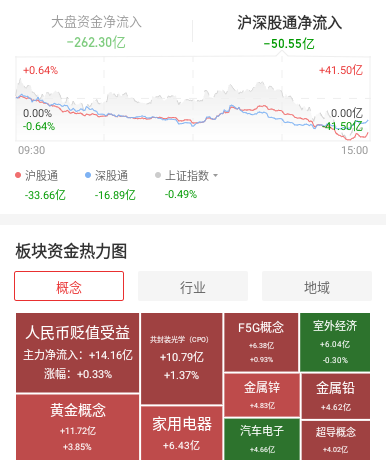 大盘资金净流入
沪深股通净流入
−262.30亿
−50.55亿
+0.64%
+41.50亿
0.00%
0.00亿
-0.64%
-41.50亿
09:30
15:00
沪股通
深股通
上证指数
-33.66亿
-16.89亿
-0.49%
板块资金热力图
概念
行业
地域
人民币贬值受益
主力净流入：+14.16亿
涨幅：+0.33%
黄金概念
+11.72亿
+3.85%
共封装光学（CPO）
+10.79亿
+1.37%
家用电器
+6.43亿
F5G概念
+6.38亿
+0.93%
室外经济
+6.04亿
-0.30%
金属锌
+4.83亿
金属铅
+4.62亿
汽车电子
+4.66亿
超导概念
+4.02亿